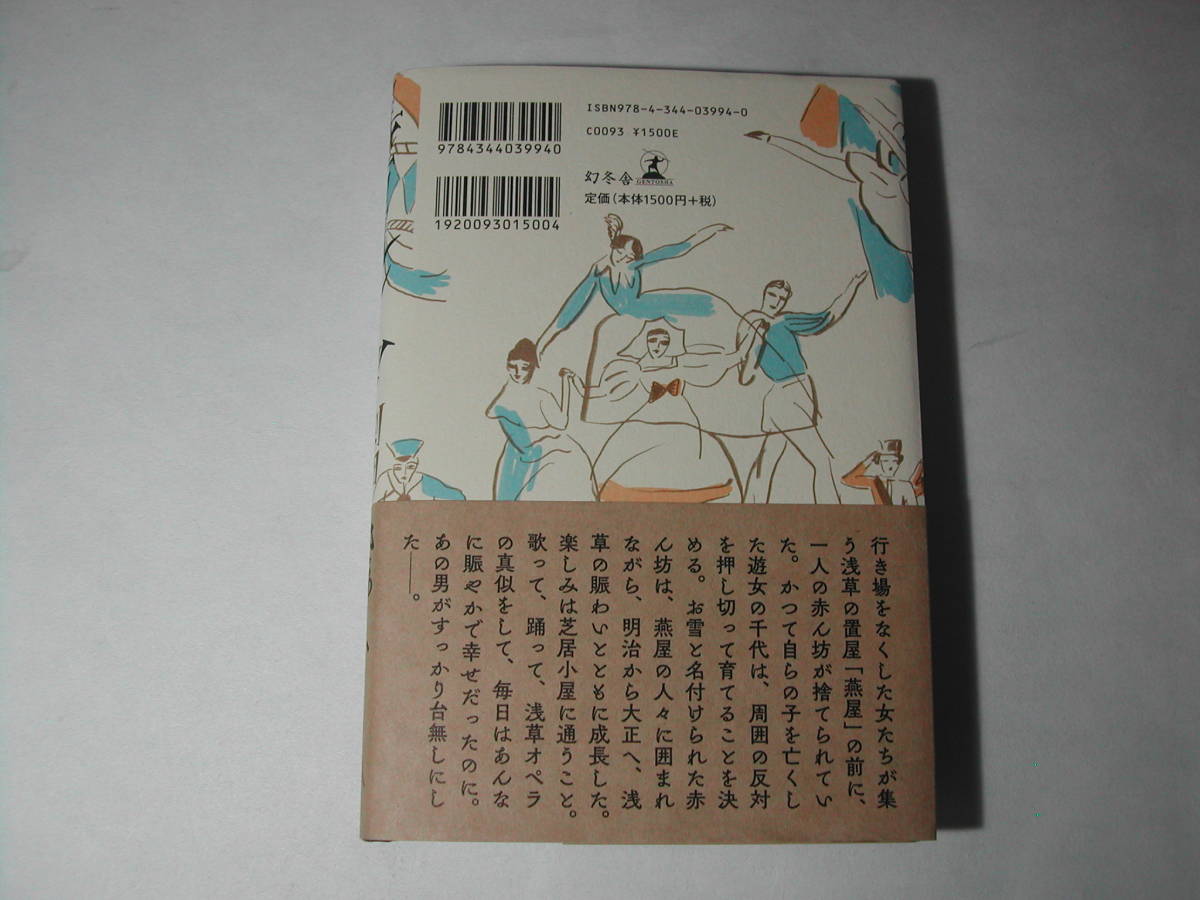 ISBN978-4-344-03994-0
C0093 ¥1500E
9784344039940
幻冬舎
GENTOSHA
定価(本体1500円+税)
1920093015004
行き場をなくした女たちが集
う浅草の置屋「燕屋」の前に、
一人の赤ん坊が捨てられてい
た。かつて自らの子を亡くし
た遊女の千代は、周囲の反対
を押し切って育てることを決
める。お雪と名付けられた赤
ん坊は、燕屋の人々に囲まれ
ながら、明治から大正へ、浅
草の賑わいとともに成長した。
楽しみは芝居小屋に通うこと。
歌って、踊って、浅草オペラ
の真似をして、毎日はあんな
に賑やかで幸せだったのに。
あの男がすっかり台無しにし
た――。